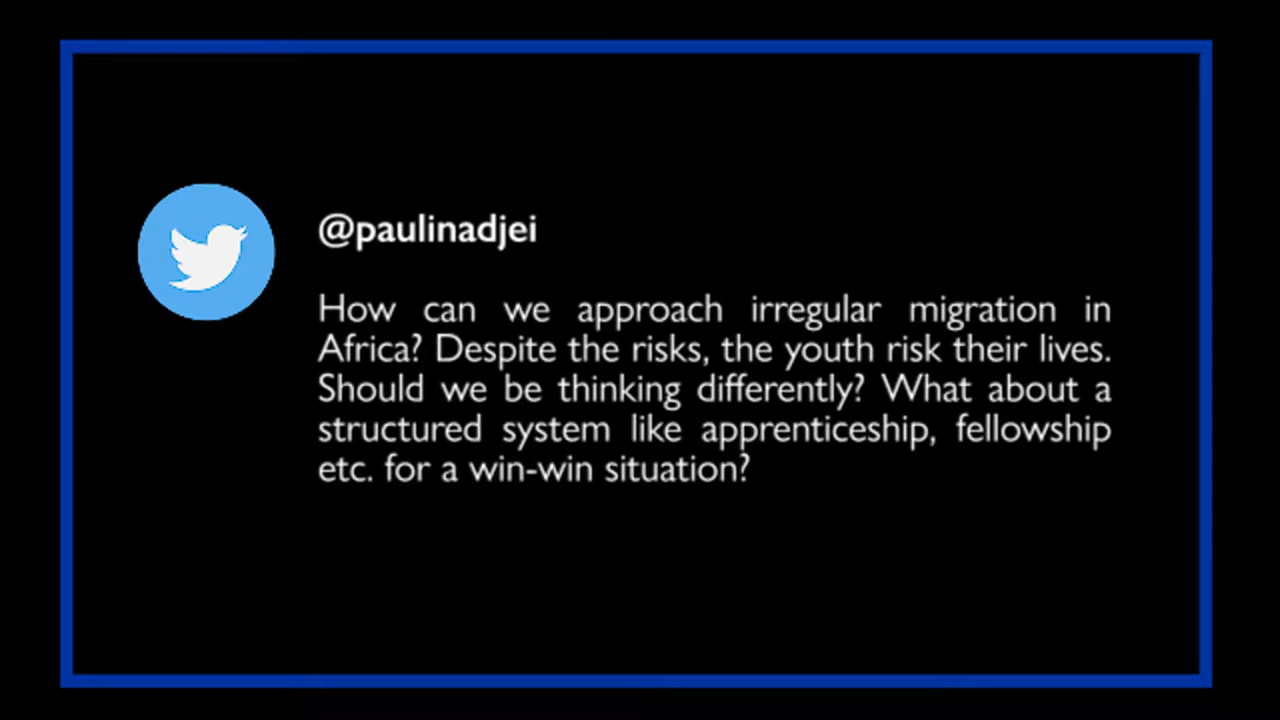 @paulinadjei
How can we approach irregular migration in
Africa? Despite the risks, the youth risk their lives.
Should we be thinking differently? What about a
structured system like apprenticeship, fellowship
etc. for a win-win situation?